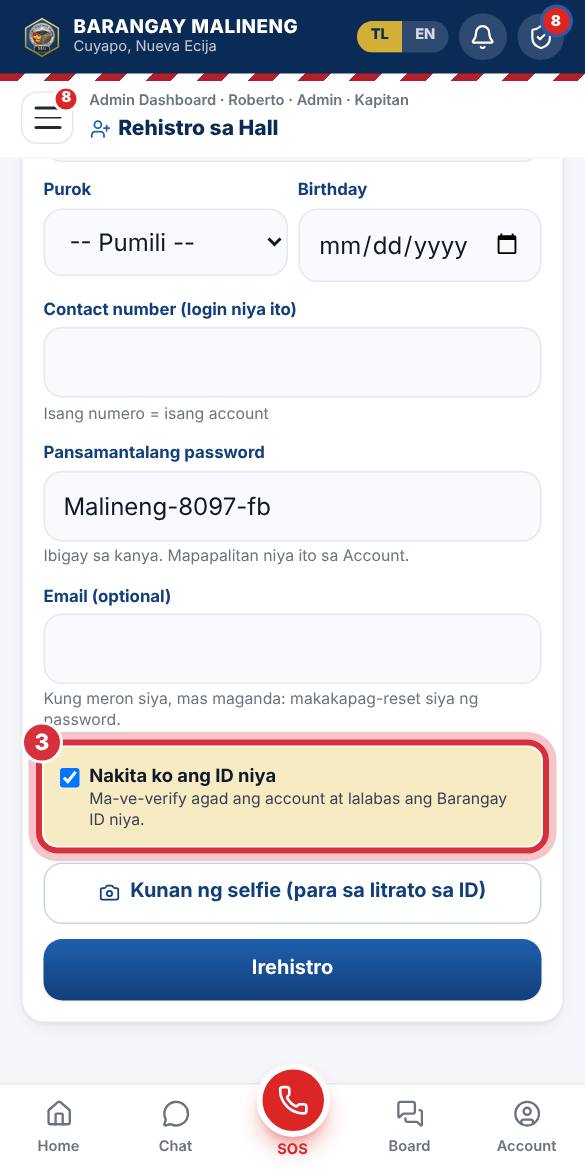 BARANGAY MALINENG
Cuyapo, Nueva Ecija
TL EN
8
8
Admin Dashboard · Roberto · Admin · Kapitan
Rehistro sa Hall
Purok
Birthday
-- Pumili --
mm/dd/yyyy
Contact number (login niya ito)
Isang numero = isang account
Pansamantalang password
Malineng-8097-fb
Ibigay sa kanya. Mapapalitan niya ito sa Account.
Email (optional)
Kung meron siya, mas maganda: makakapag-reset siya ng
password.
3
Nakita ko ang ID niya
Ma-ve-verify agad ang account at lalabas ang Barangay
ID niya.
Kunan ng selfie (para sa litrato sa ID)
Irehistro
Home
Chat
SOS
Board
Account